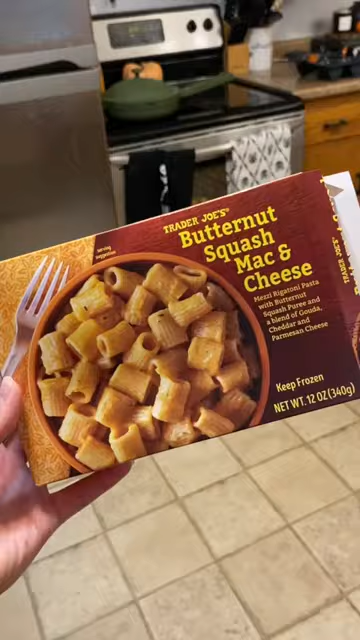 TRADER JOE'S®
Butternut
Squash
Mac &
Cheese
Mezzi Rigatoni Pasta
with Butternut
Squash Puree and
a blend of Gouda,
Cheddar and
Parmesan Cheese
serving
suggestion
Keep Frozen
NET WT. 12 OZ (340g)
TRADER JOE'S